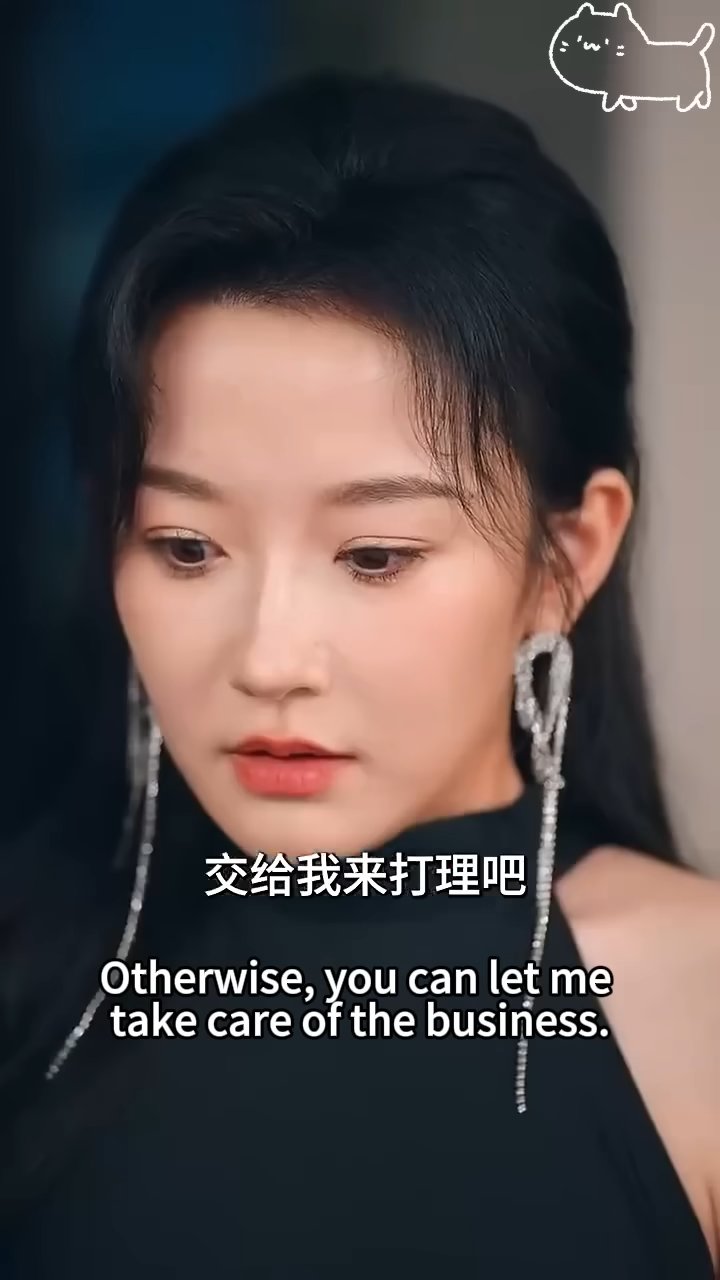 交给我来打理吧
Otherwise, you can let me
take care of the business.